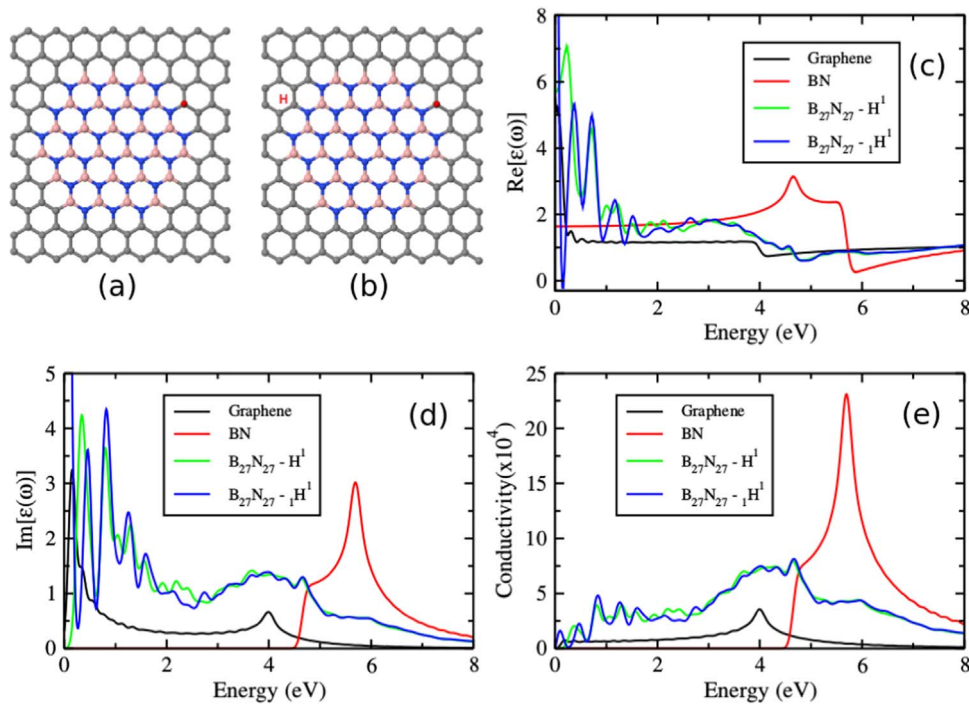 H
(a)
(b)
8
6
4
2
0
Re[ε(ω)]
Graphene
BN
B₂₇N₂₇ - H¹
B₂₇N₂₇ - ₁H¹
(c)
0 2 4 6 8
Energy (eV)
5
4
3
2
1
0
Im[ε(ω)]
Graphene
BN
B₂₇N₂₇ - H¹
B₂₇N₂₇ - ₁H¹
(d)
0 2 4 6 8
Energy (eV)
25
20
15
10
5
0
Conductivity(x10⁴)
Graphene
BN
B₂₇N₂₇ - H¹
B₂₇N₂₇ - ₁H¹
(e)
0 2 4 6 8
Energy (eV)